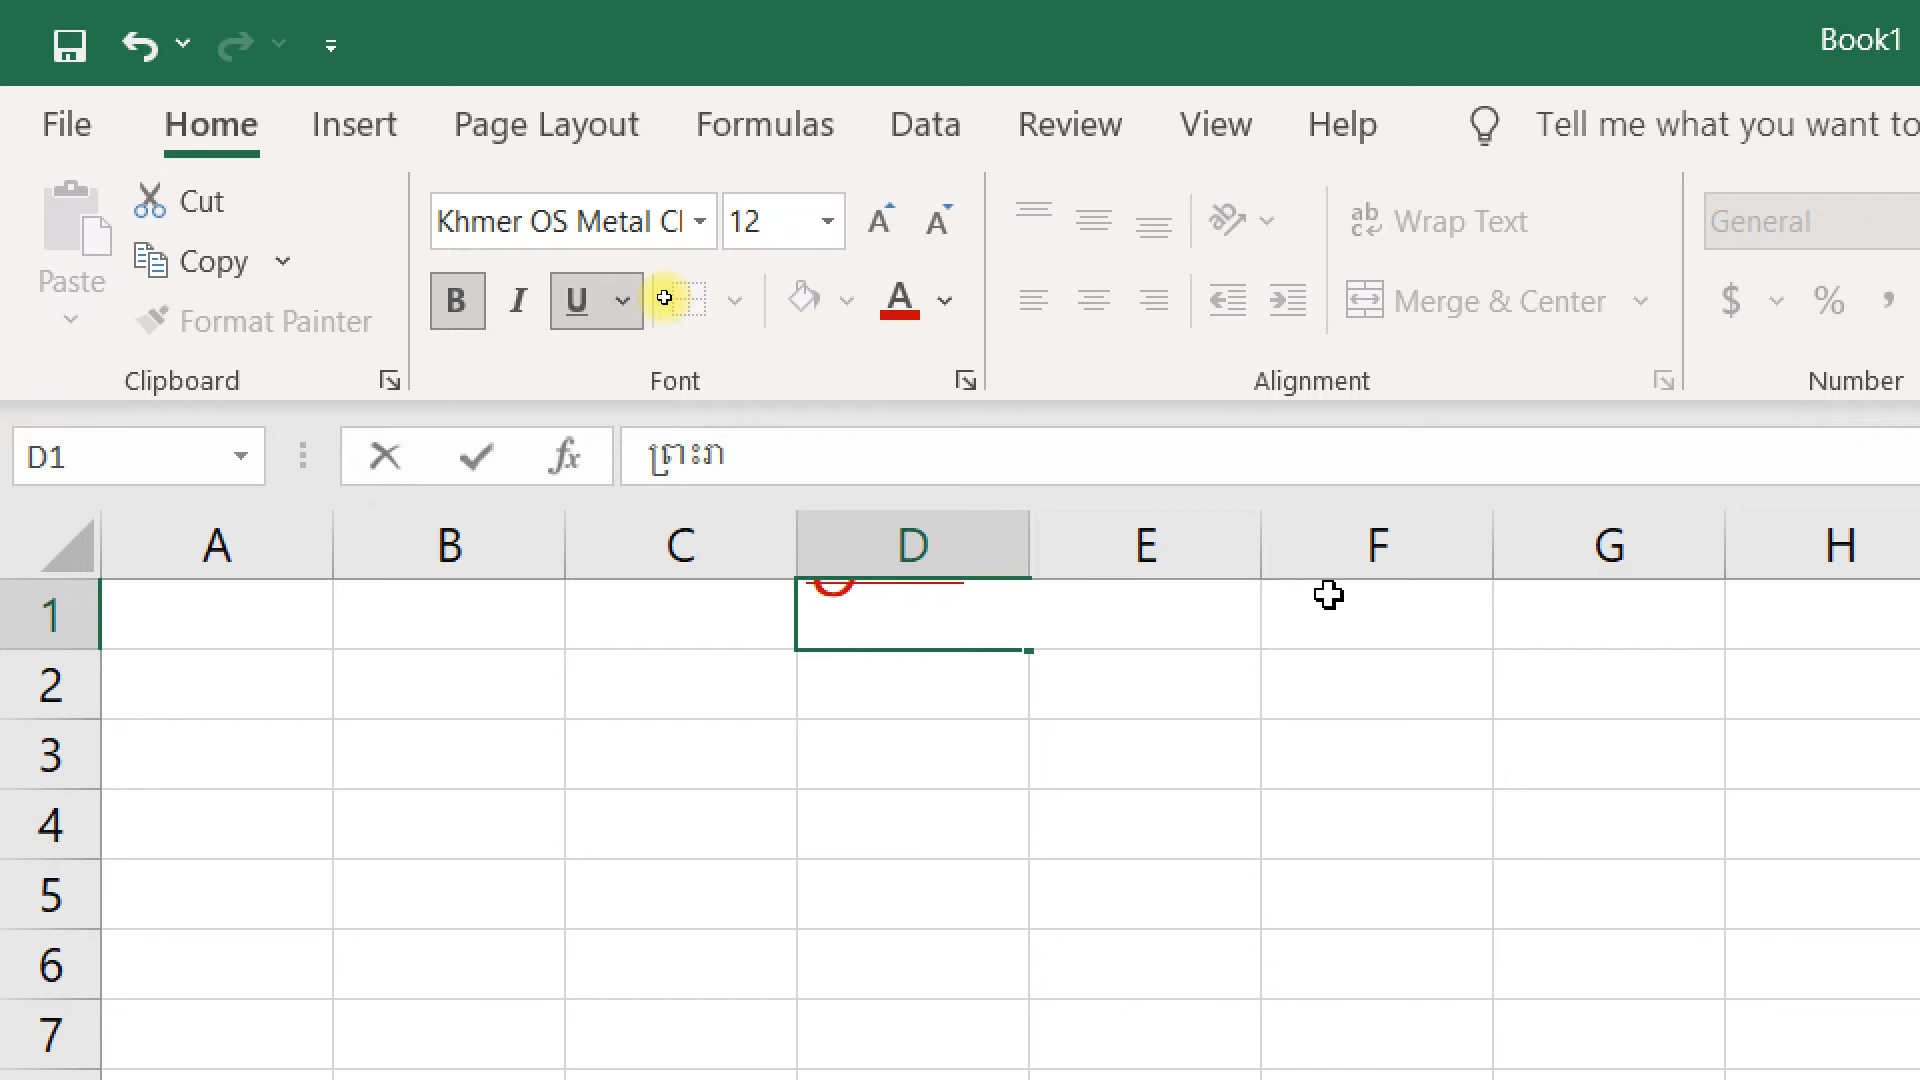 Book1
File Home Insert Page Layout Formulas Data Review View Help Tell me what you want to
Cut
Copy
Paste
Format Painter
Clipboard
Khmer OS Metal Cl 12
B I U A
Font
ab Wrap Text
Merge & Center
Alignment
General
$ % ,
Number
D1 fx ព្រះរា
A B C D E F G H
1
2
3
4
5
6
7